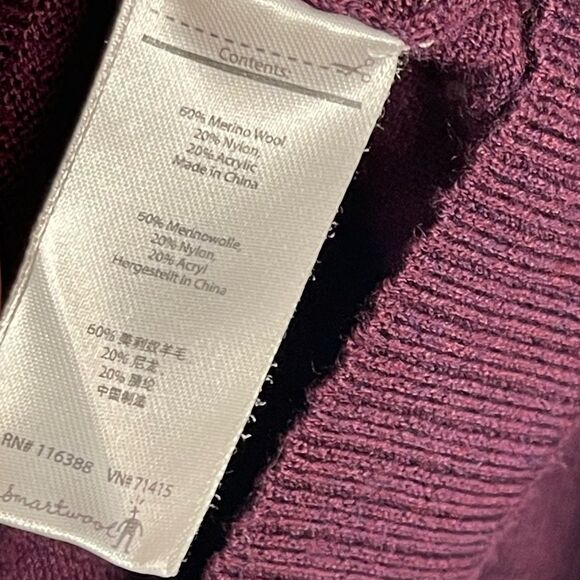 Contents:
60% Merino Wool
20% Nylon,
20% Acrylic
Made in China
60% Merinowolle,
20% Nylon,
20% Acryl
Hergestellt in China
60% 美利奴羊毛
20% 尼龙
20% 腈纶
中国制造
RN# 116388 VN#71415
Smartwool